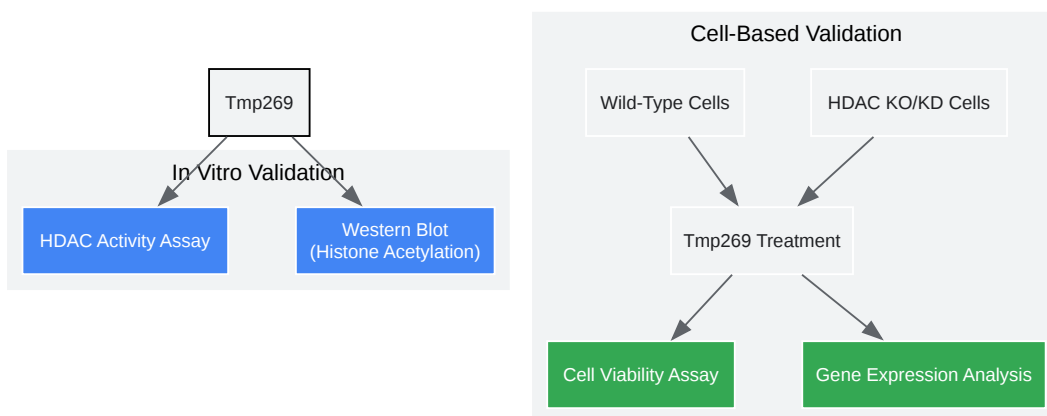 Tmp269
In Vitro Validation
HDAC Activity Assay
Western Blot
(Histone Acetylation)
Cell-Based Validation
Wild-Type Cells
HDAC KO/KD Cells
Tmp269 Treatment
Cell Viability Assay
Gene Expression Analysis